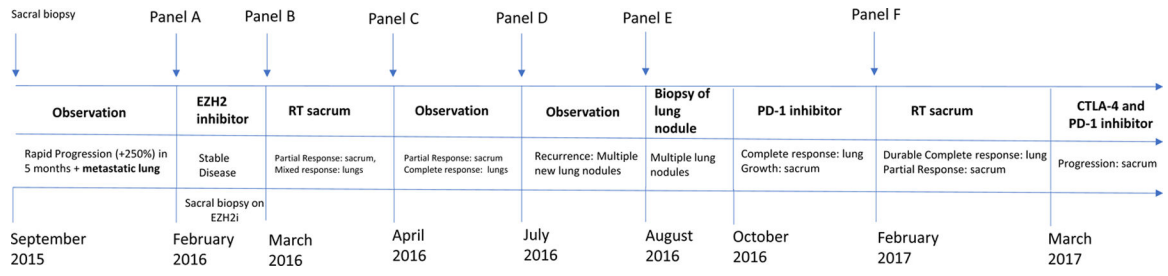 Sacral biopsy
Panel A
Panel B
Panel C
Panel D
Panel E
Panel F
Observation
EZH2
inhibitor
RT sacrum
Observation
Observation
Biopsy of
lung
nodule
PD-1 inhibitor
RT sacrum
CTLA-4 and
PD-1 inhibitor
Rapid Progression (+250%) in
5 months + metastatic lung
Stable
Disease
Partial Response: sacrum,
Mixed response: lungs
Partial Response: sacrum
Complete response: lungs
Recurrence: Multiple
new lung nodules
Multiple lung
nodules
Complete response: lung
Growth: sacrum
Durable Complete response: lung
Partial Response: sacrum
Progression: sacrum
Sacral biopsy on
EZH2i
September
2015
February
2016
March
2016
April
2016
July
2016
August
2016
October
2016
February
2017
March
2017